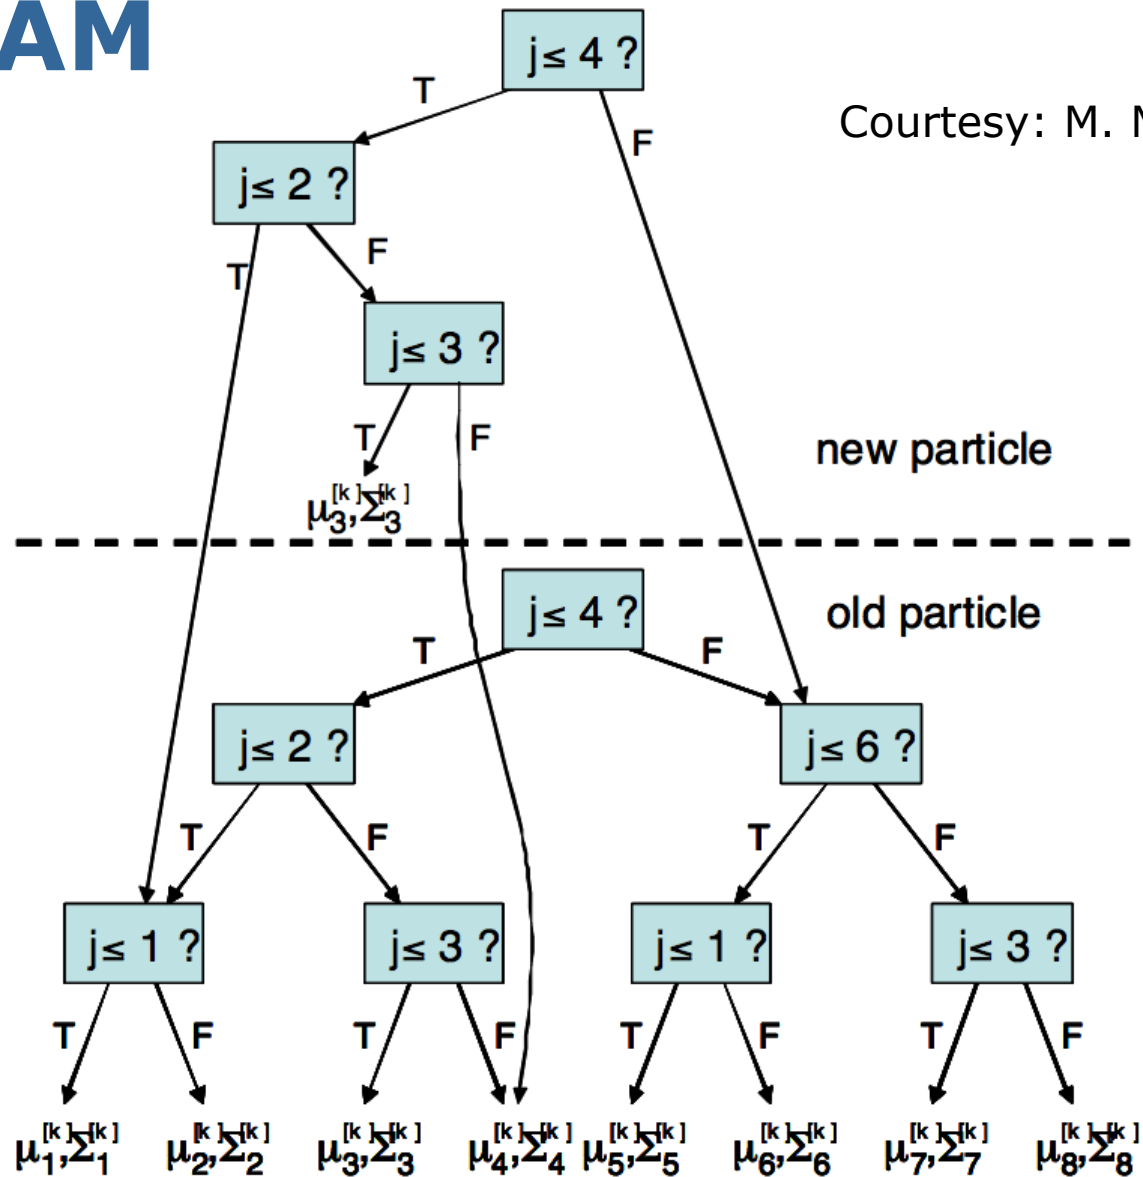 AM
j≤ 4 ?
T
F
Courtesy: M. M
j≤ 2 ?
T
F
j≤ 3 ?
T
F
new particle
μ₃^[k],Σ₃^[k]
j≤ 4 ?
old particle
T
F
j≤ 2 ?
j≤ 6 ?
T
F
T
F
j≤ 1 ?
j≤ 3 ?
j≤ 1 ?
j≤ 3 ?
T
F
T
F
T
F
T
F
μ₁^[k],Σ₁^[k] μ₂^[k],Σ₂^[k] μ₃^[k],Σ₃^[k] μ₄^[k],Σ₄^[k] μ₅^[k],Σ₅^[k] μ₆^[k],Σ₆^[k] μ₇^[k],Σ₇^[k] μ₈^[k],Σ₈^[k]